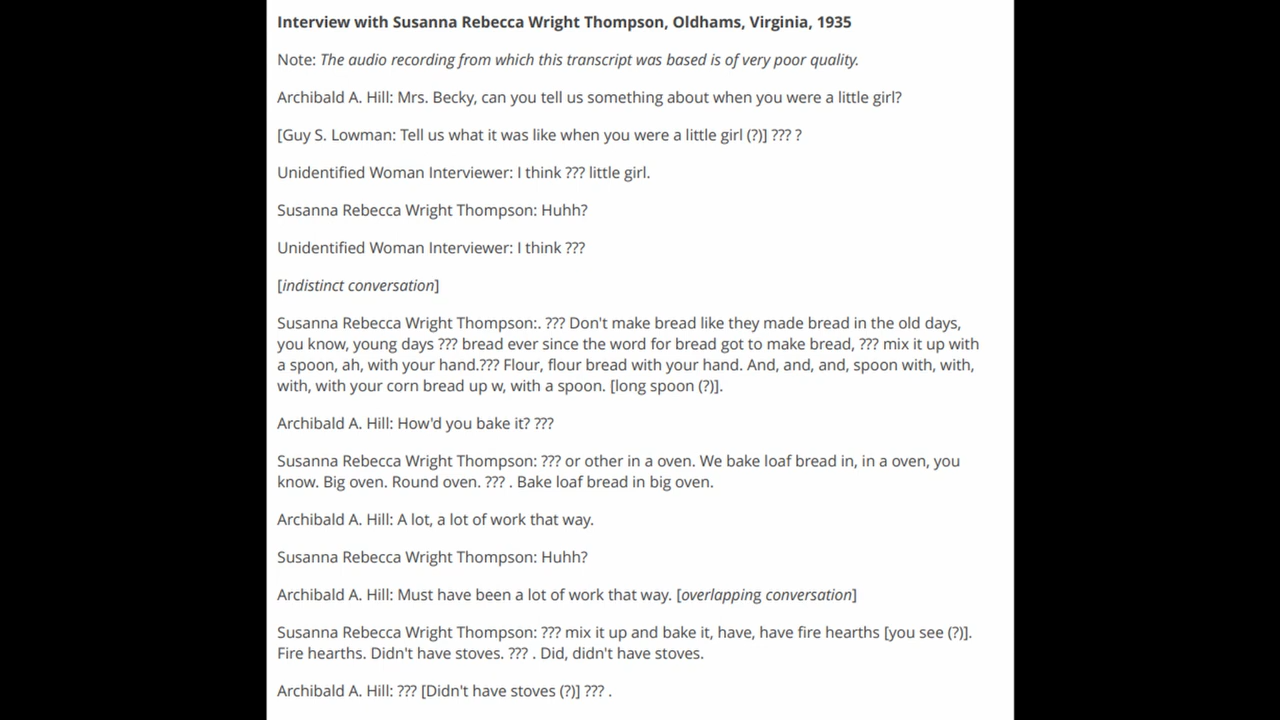 Interview with Susanna Rebecca Wright Thompson, Oldhams, Virginia, 1935
Note: The audio recording from which this transcript was based is of very poor quality.
Archibald A. Hill: Mrs. Becky, can you tell us something about when you were a little girl?
[Guy S. Lowman: Tell us what it was like when you were a little girl (?)] ??? ?
Unidentified Woman Interviewer: I think ??? little girl.
Susanna Rebecca Wright Thompson: Huhh?
Unidentified Woman Interviewer: I think ???
[indistinct conversation]
Susanna Rebecca Wright Thompson:. ??? Don't make bread like they made bread in the old days,
you know, young days ??? bread ever since the word for bread got to make bread, ??? mix it up with
a spoon, ah, with your hand.??? Flour, flour bread with your hand. And, and, and, spoon with, with,
with, with your corn bread up w, with a spoon. [long spoon (?)].
Archibald A. Hill: How'd you bake it? ???
Susanna Rebecca Wright Thompson: ??? or other in a oven. We bake loaf bread in, in a oven, you
know. Big oven. Round oven. ??? . Bake loaf bread in big oven.
Archibald A. Hill: A lot, a lot of work that way.
Susanna Rebecca Wright Thompson: Huhh?
Archibald A. Hill: Must have been a lot of work that way. [overlapping conversation]
Susanna Rebecca Wright Thompson: ??? mix it up and bake it, have, have fire hearths [you see (?)].
Fire hearths. Didn't have stoves. ??? . Did, didn't have stoves.
Archibald A. Hill: ??? [Didn't have stoves (?)] ??? .